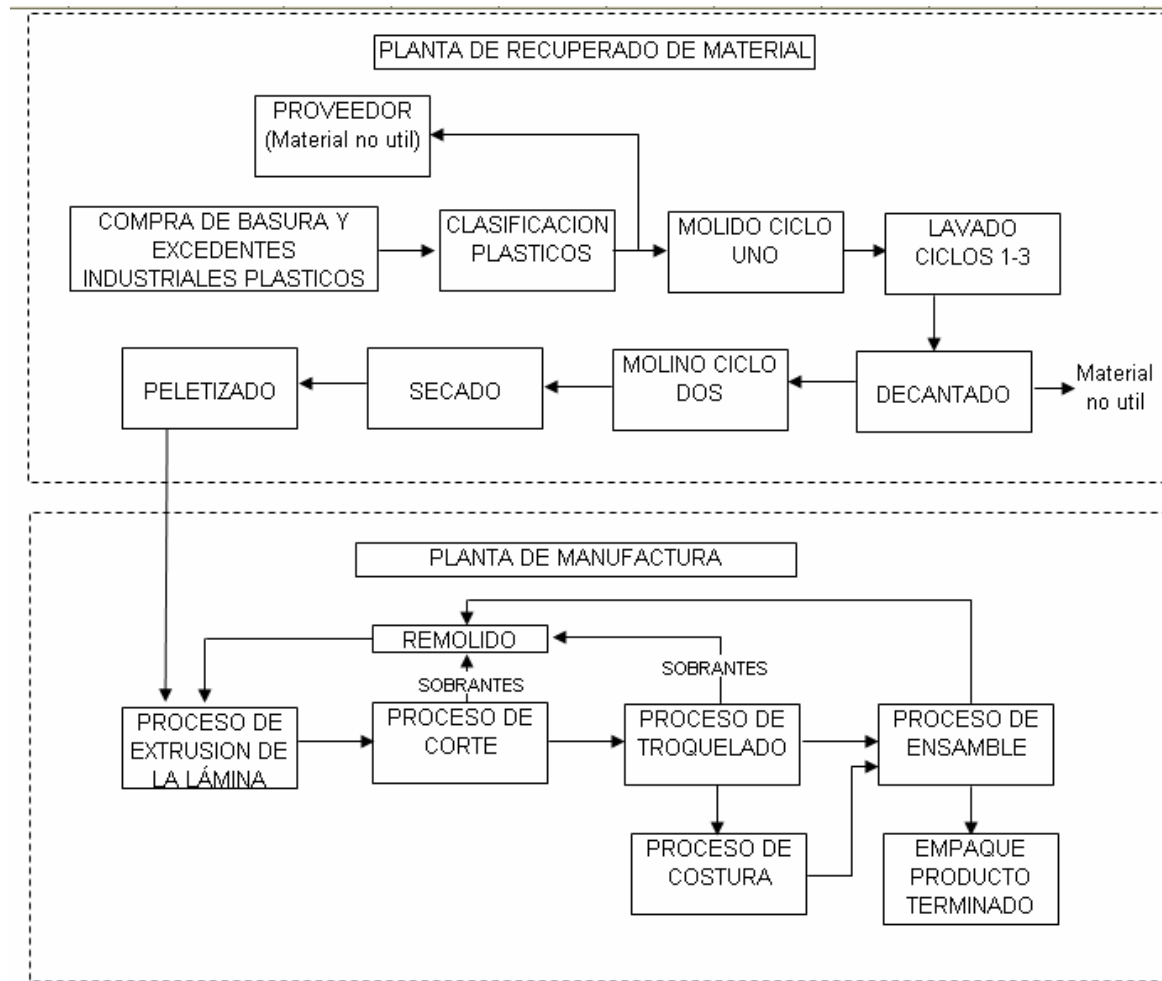 PLANTA DE RECUPERADO DE MATERIAL
PROVEEDOR
(Material no util)
COMPRA DE BASURA Y
EXCEDENTES
INDUSTRIALES PLASTICOS
CLASIFICACION
PLASTICOS
MOLIDO CICLO
UNO
LAVADO
CICLOS 1-3
PELETIZADO
SECADO
MOLINO CICLO
DOS
DECANTADO
Material
no util
PLANTA DE MANUFACTURA
REMOLIDO
SOBRANTES
SOBRANTES
PROCESO DE
EXTRUSION DE
LA LÁMINA
PROCESO DE
CORTE
PROCESO DE
TROQUELADO
PROCESO DE
ENSAMBLE
PROCESO DE
COSTURA
EMPAQUE
PRODUCTO
TERMINADO